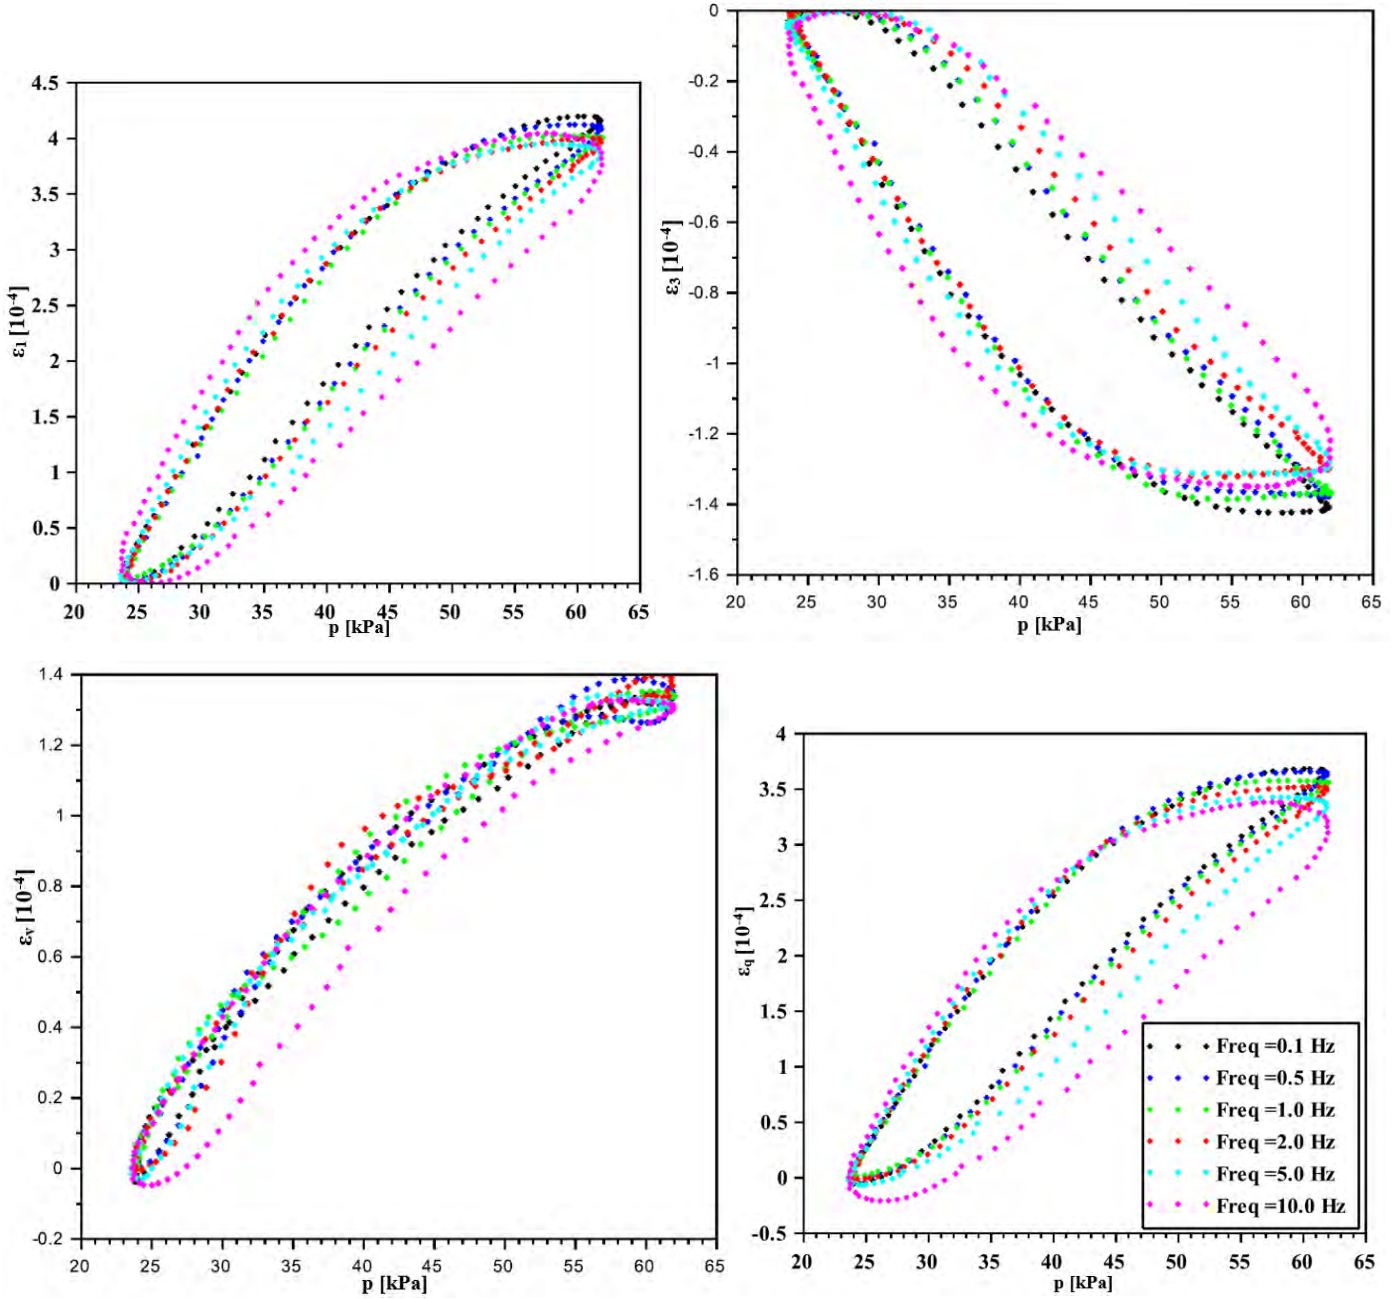 4.5
4
3.5
3
2.5
2
1.5
1
0.5
0
ε1 [10-4]
20 25 30 35 40 45 50 55 60 65
p [kPa]
0
-0.2
-0.4
-0.6
-0.8
-1
-1.2
-1.4
-1.6
ε3 [10-4]
20 25 30 35 40 45 50 55 60 65
p [kPa]
1.4
1.2
1
0.8
0.6
0.4
0.2
0
-0.2
εv [10-4]
20 25 30 35 40 45 50 55 60 65
p [kPa]
4
3.5
3
2.5
2
1.5
1
0.5
0
-0.5
εq [10-4]
20 25 30 35 40 45 50 55 60 65
p [kPa]
Freq =0.1 Hz
Freq =0.5 Hz
Freq =1.0 Hz
Freq =2.0 Hz
Freq =5.0 Hz
Freq =10.0 Hz